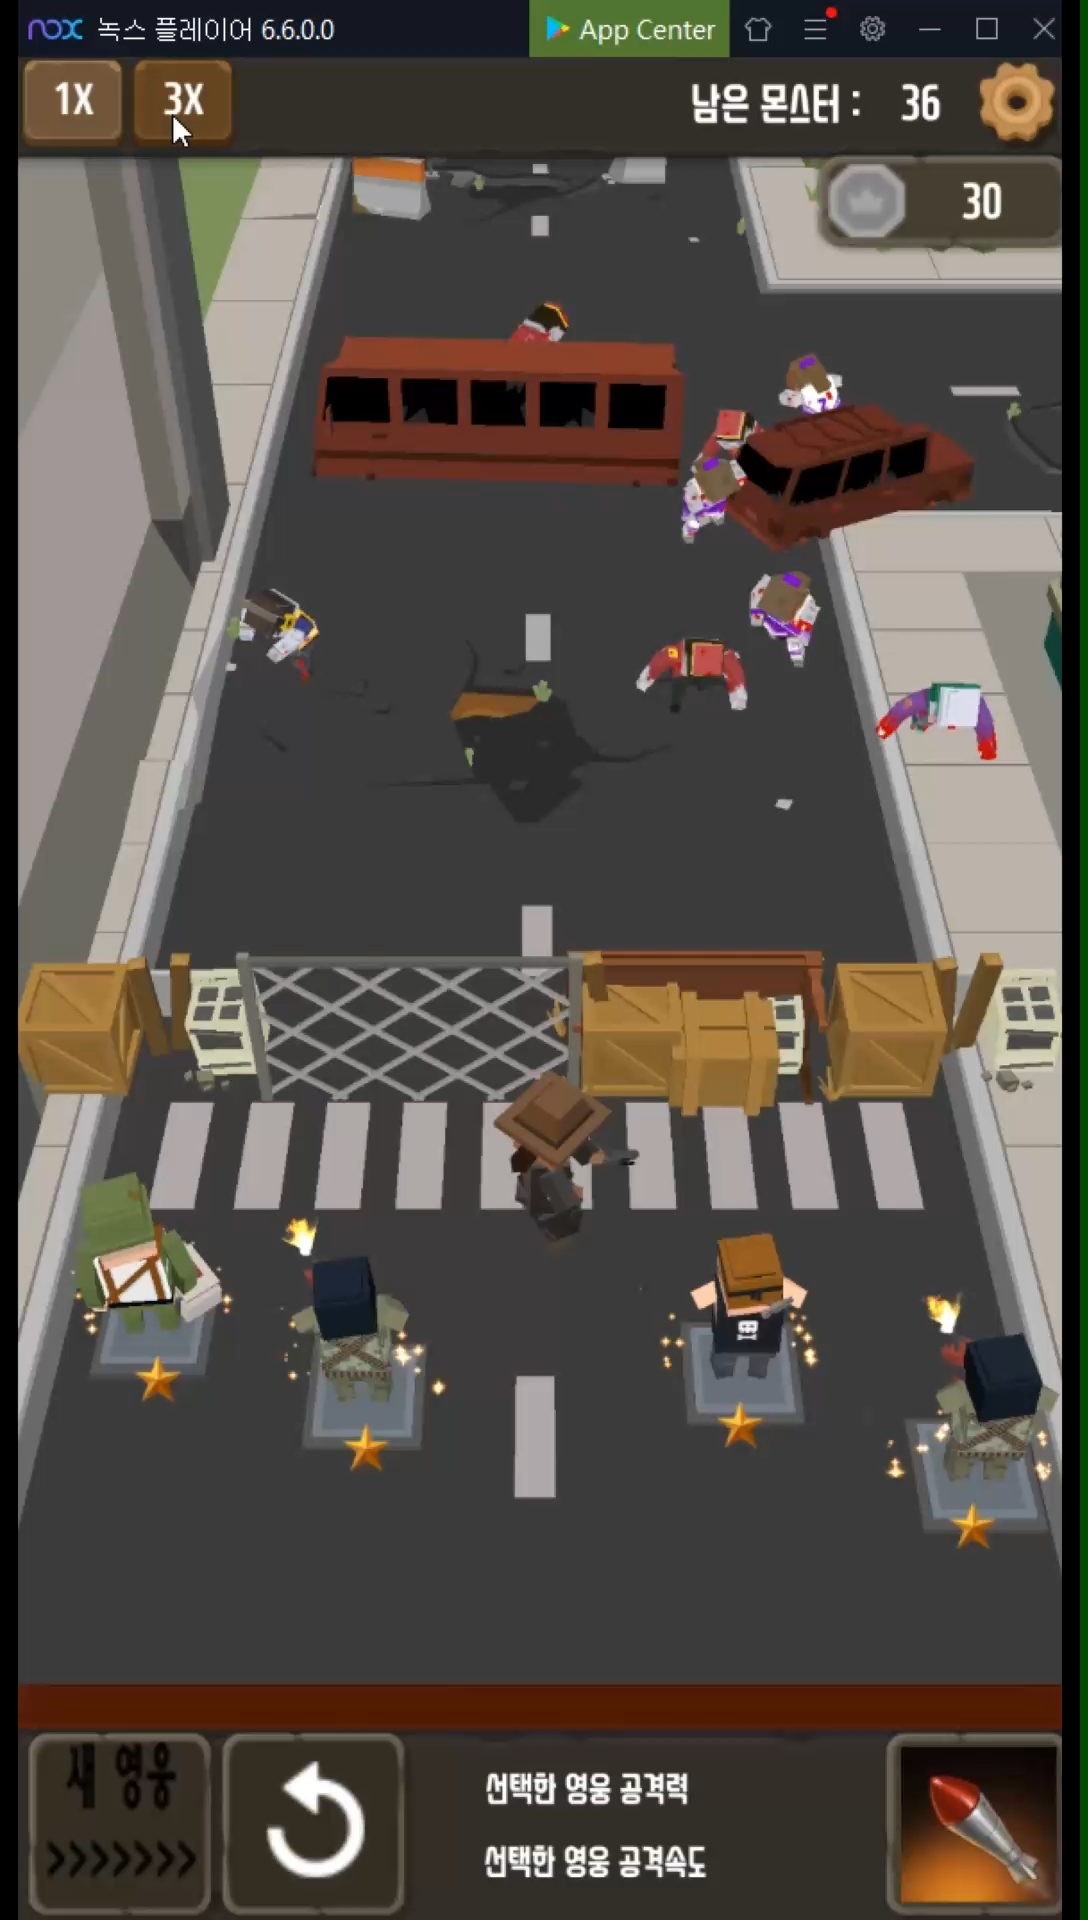 nox 녹스 플레이어 6.6.0.0
App Center
1X
3X
남은 몬스터 : 36
30
새 영웅
>>>>>>>
선택한 영웅 공격력
선택한 영웅 공격속도